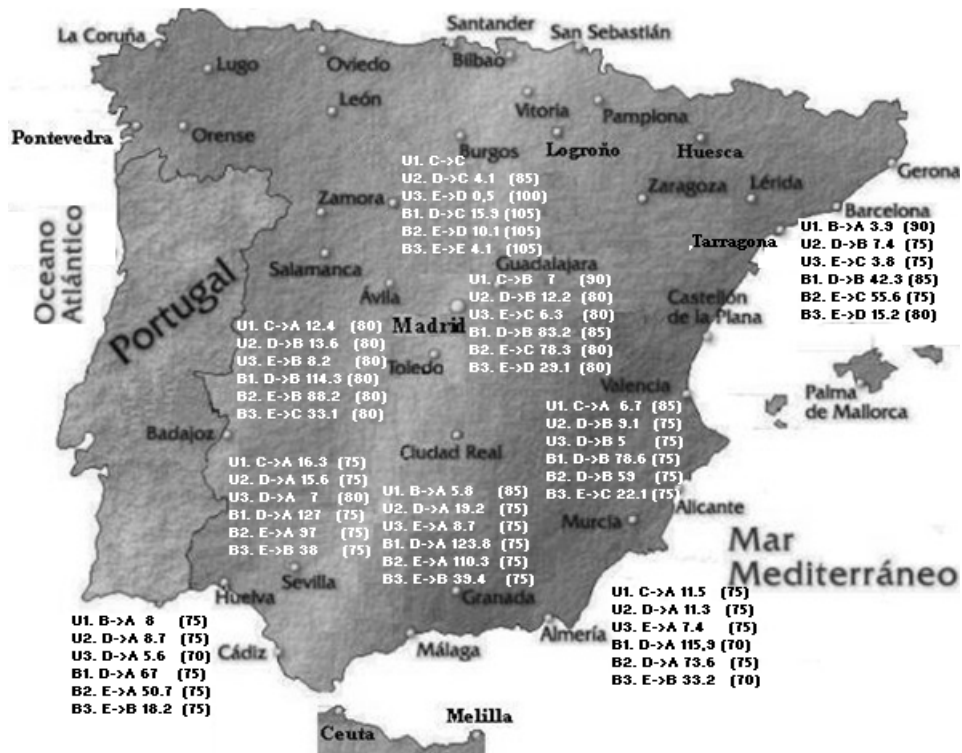 Santander
La Coruña
San Sebastián
Lugo
Oviedo
Bilbao
León
Vitoria
Pamplona
Pontevedra
Orense
Burgos
Logroño
Huesca
Gerona
U1. C->C
U2. D->C 4.1 (85)
U3. E->D 0,5 (100)
B1. D->C 15.9 (105)
B2. E->D 10.1 (105)
B3. E->E 4.1 (105)
Zamora
Zaragoza
Lérida
Barcelona
U1. B->A 3.9 (90)
U2. D->B 7.4 (75)
U3. E->C 3.8 (75)
B1. D->B 42.3 (85)
B2. E->C 55.6 (75)
B3. E->D 15.2 (80)
Tarragona
Oceano
Atlántico
Portugal
Salamanca
Guadalajara
Ávila
U1. C->B 7 (90)
U2. D->B 12.2 (80)
U3. E->C 6.3 (80)
B1. D->B 83.2 (85)
B2. E->C 78.3 (80)
B3. E->D 29.1 (80)
Castellón
de la Plana
Madrid
U1. C->A 12.4 (80)
U2. D->B 13.6 (80)
U3. E->B 8.2 (80)
B1. D->B 114.3 (80)
B2. E->B 88.2 (80)
B3. E->C 33.1 (80)
Toledo
Valencia
Palma
de Mallorca
U1. C->A 6.7 (85)
U2. D->B 9.1 (75)
U3. D->B 5 (75)
B1. D->B 78.6 (75)
B2. D->B 59 (75)
B3. E->C 22.1 (75)
Badajoz
Ciudad Real
U1. C->A 16.3 (75)
U2. D->A 15.6 (75)
U3. D->A 7 (80)
B1. D->A 127 (75)
B2. E->A 97 (75)
B3. E->B 38 (75)
U1. B->A 5.8 (85)
U2. D->A 19.2 (75)
U3. E->A 8.7 (75)
B1. D->A 123.8 (75)
B2. E->A 110.3 (75)
B3. E->B 39.4 (75)
Alicante
Murcia
Mar
Mediterráneo
Sevilla
Huelva
Granada
U1. C->A 11.5 (75)
U2. D->A 11.3 (75)
U3. E->A 7.4 (75)
B1. D->A 115,9 (70)
B2. D->A 73.6 (75)
B3. E->B 33.2 (70)
U1. B->A 8 (75)
U2. D->A 8.7 (75)
U3. D->A 5.6 (70)
B1. D->A 67 (75)
B2. E->A 50.7 (75)
B3. E->B 18.2 (75)
Cádiz
Málaga
Almería
Ceuta
Melilla